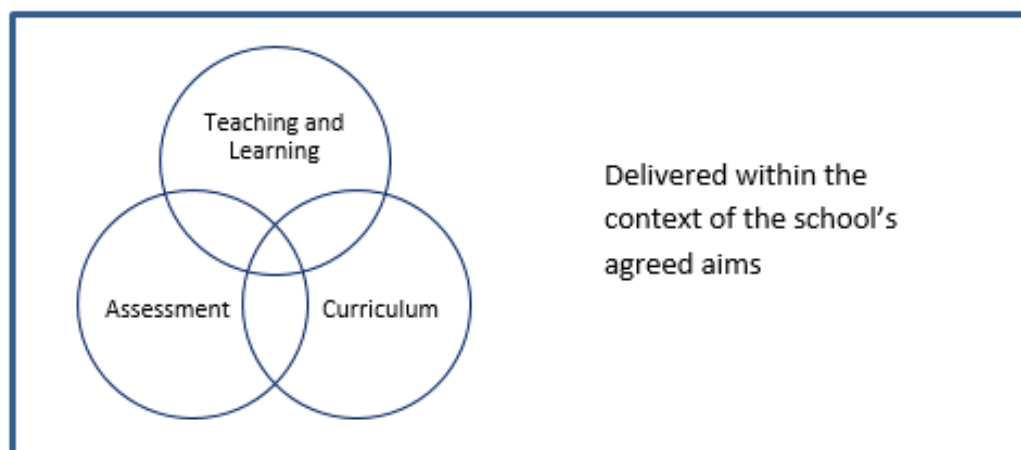 Teaching and
Learning
Assessment
Curriculum
Delivered within the
context of the school’s
agreed aims